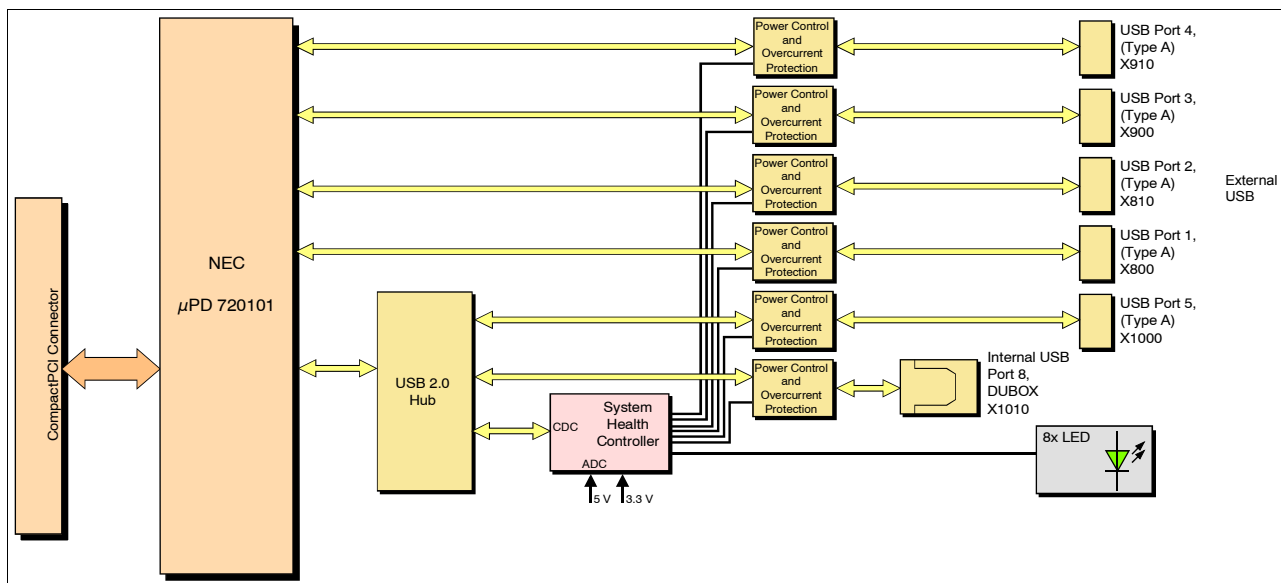 Power Control
and
Overcurrent
Protection
USB Port 4,
(Type A)
X910
Power Control
and
Overcurrent
Protection
USB Port 3,
(Type A)
X900
Power Control
and
Overcurrent
Protection
USB Port 2,
(Type A)
X810
External
USB
Power Control
and
Overcurrent
Protection
USB Port 1,
(Type A)
X800
NEC
µPD 720101
CompactPCI Connector
Power Control
and
Overcurrent
Protection
USB Port 5,
(Type A)
X1000
USB 2.0
Hub
Power Control
and
Overcurrent
Protection
Internal USB
Port 8,
DUBOX
X1010
System
Health
Controller
CDC
ADC
5 V
3.3 V
8x LED